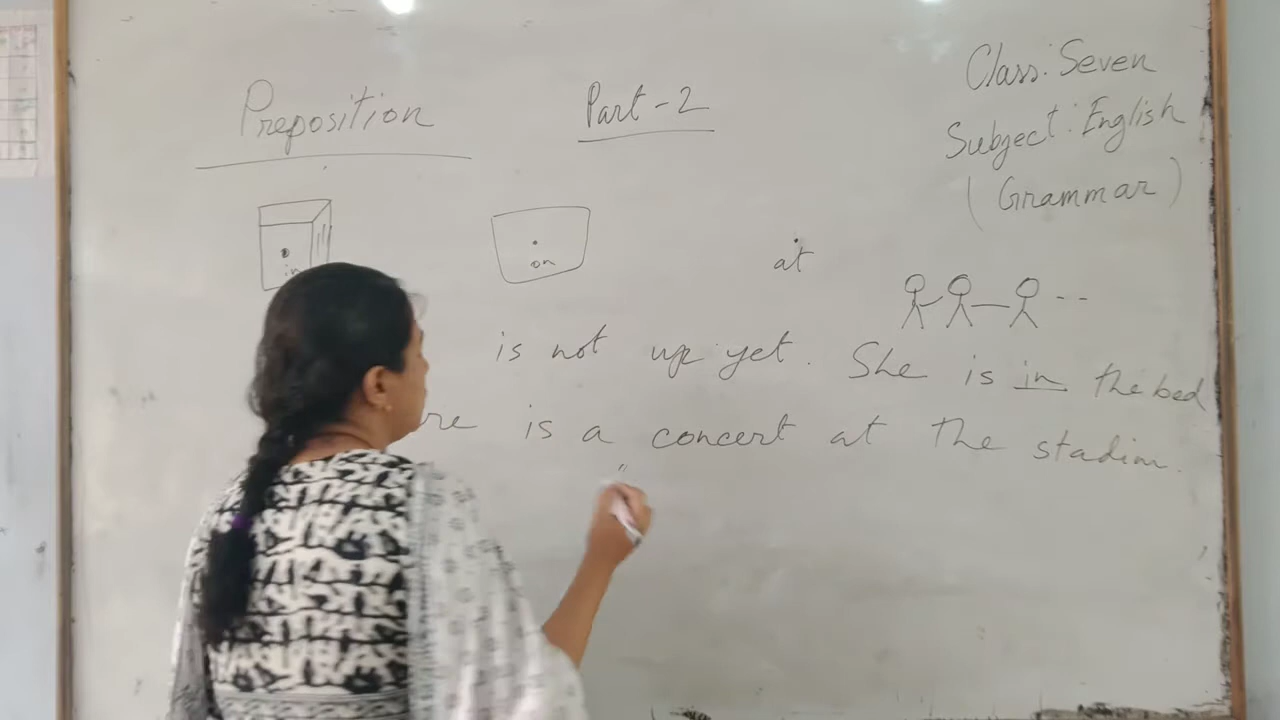 Preposition Part-2
Class: Seven
Subject: English
(Grammar)
in on at
is not up yet. She is in the bed
re is a concert at the stadim.